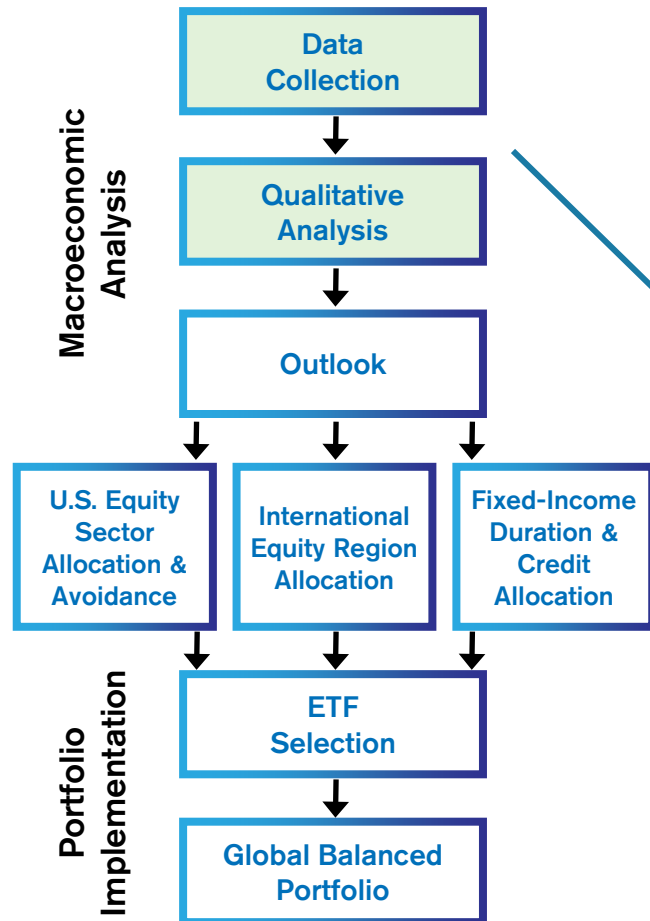 Data
Collection
Macroeconomic
Analysis
Qualitative
Analysis
Outlook
U.S. Equity
Sector
Allocation &
Avoidance
International
Equity Region
Allocation
Fixed-Income
Duration &
Credit
Allocation
Portfolio
Implementation
ETF
Selection
Global Balanced
Portfolio